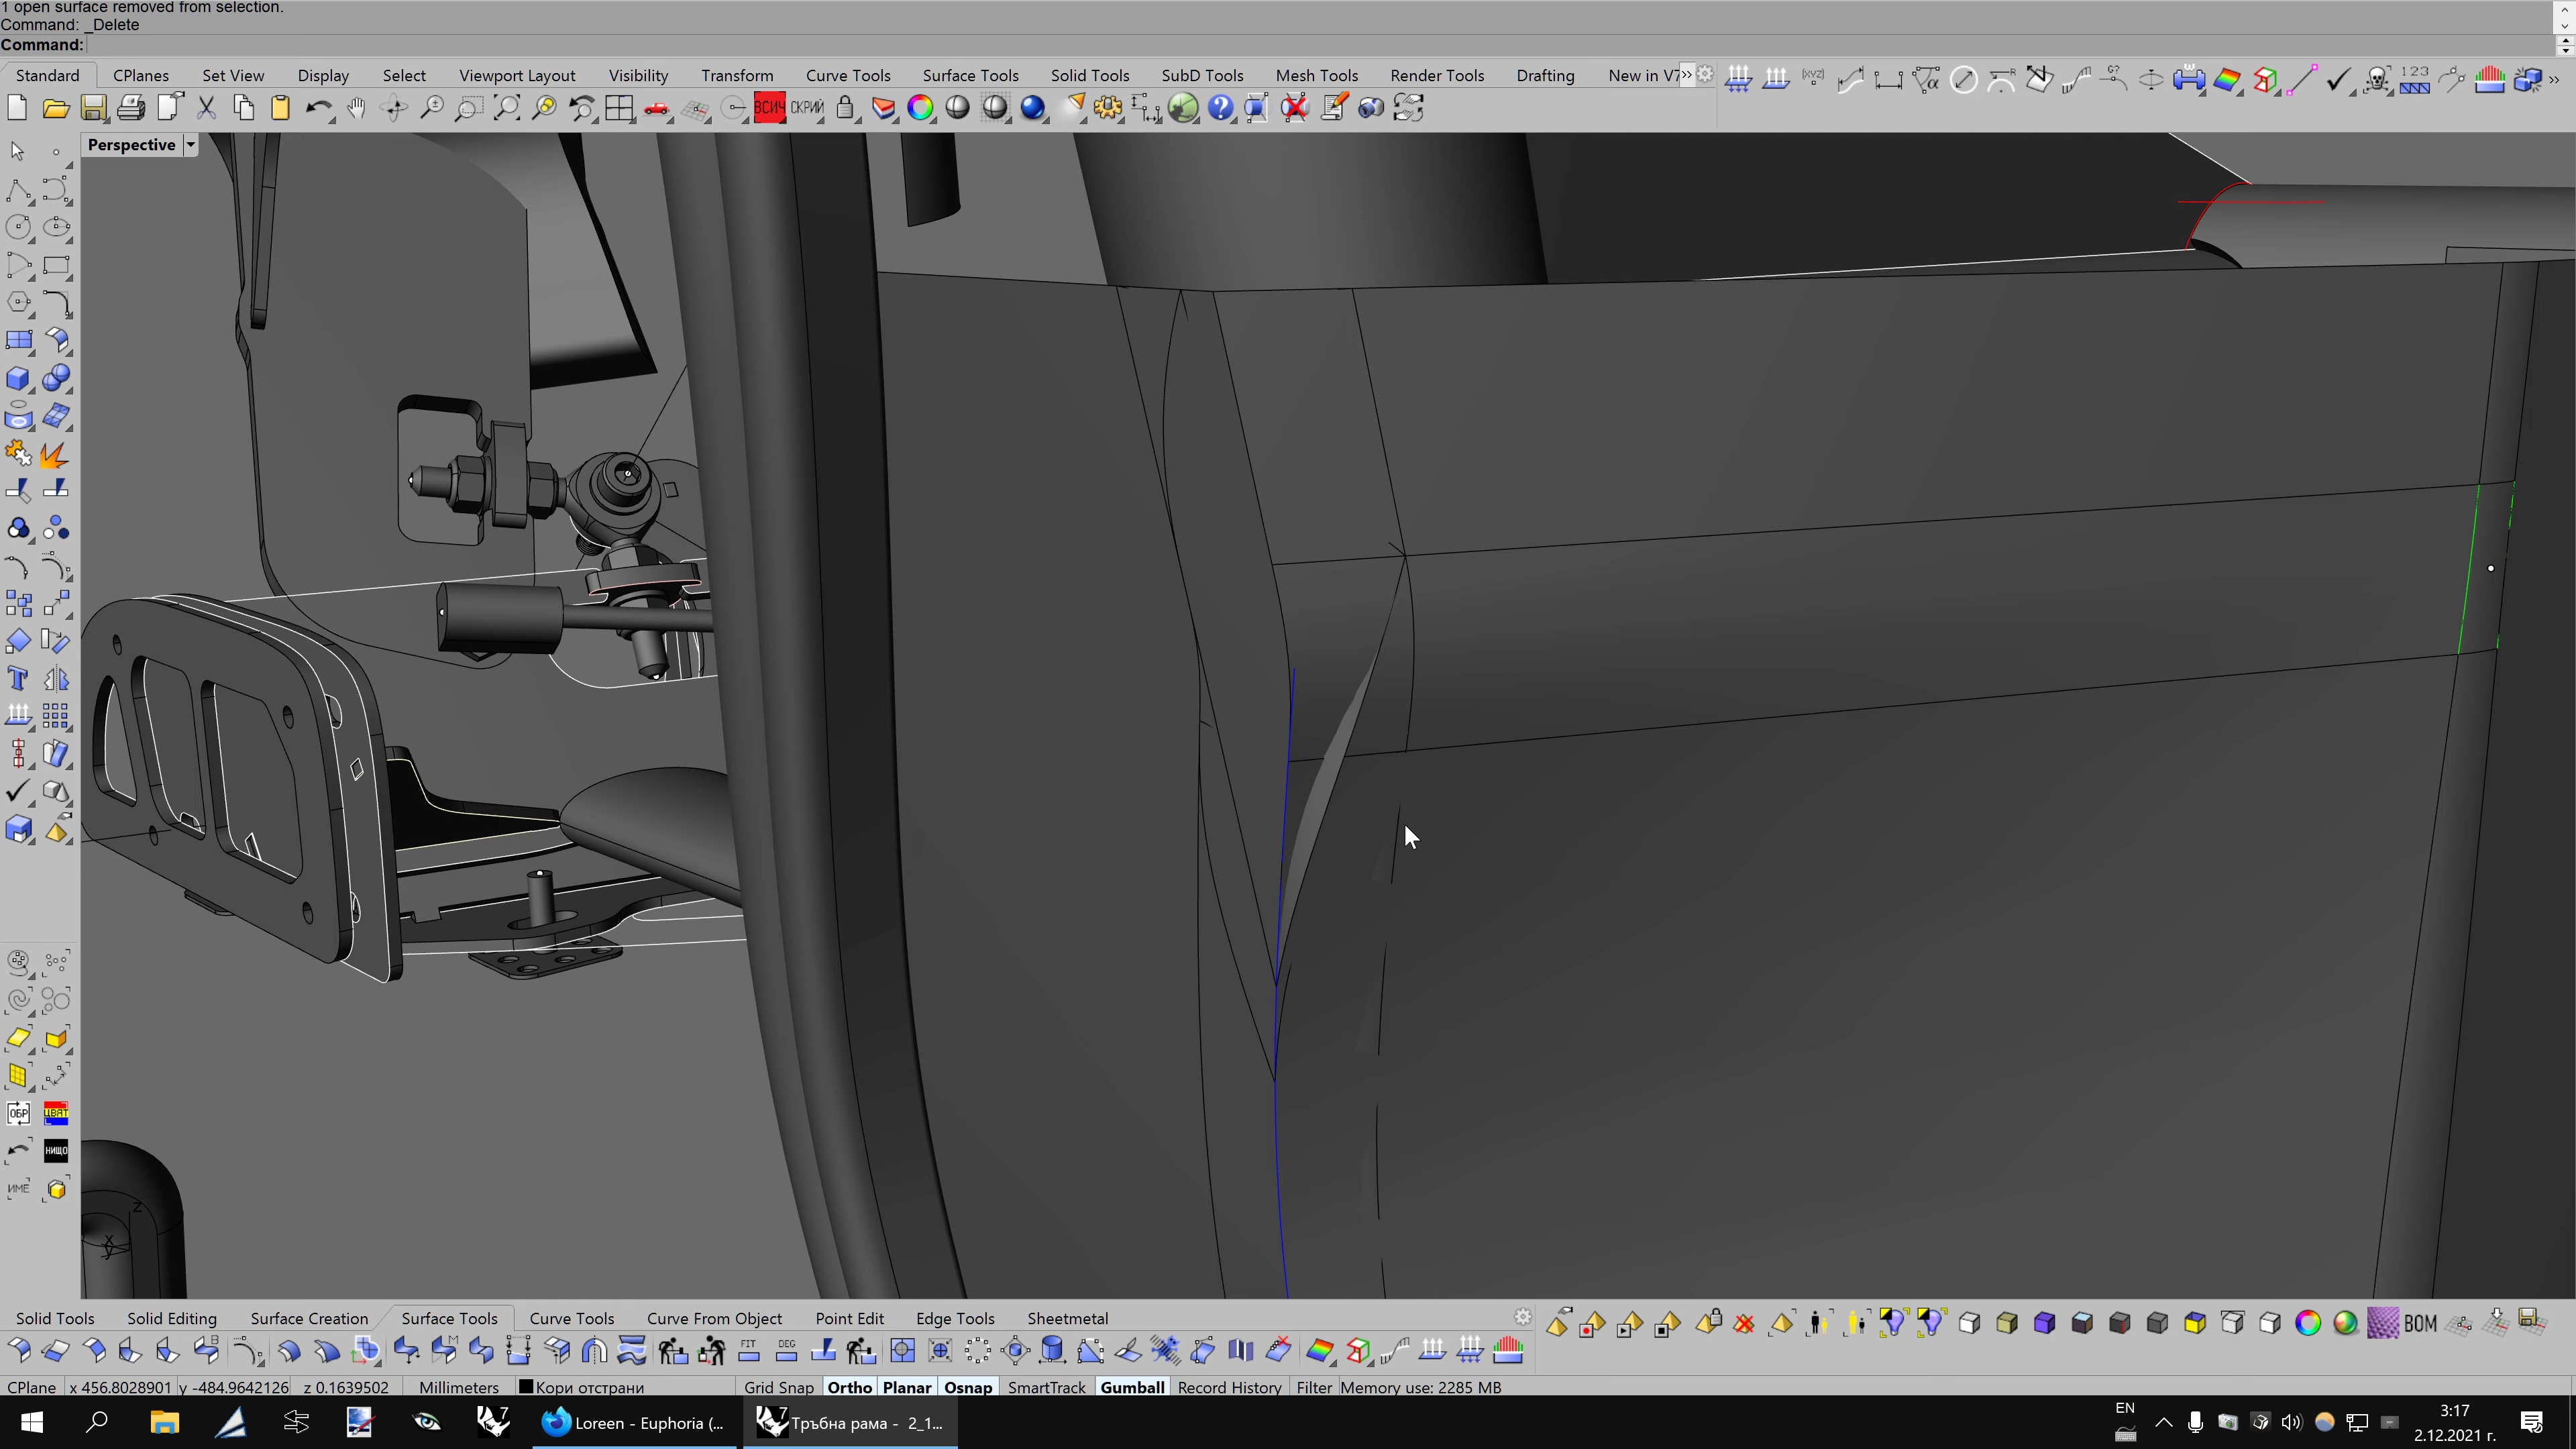 1 open surface removed from selection.
Command: _Delete
Command:
Standard CPlanes Set View Display Select Viewport Layout Visibility Transform Curve Tools Surface Tools Solid Tools SubD Tools Mesh Tools Render Tools Drafting New in V7
ВСИЧ СКРИЙ
Perspective
ОБР ЦВЯТ
НИЩО
ИМЕ
z
x
y
Solid Tools Solid Editing Surface Creation Surface Tools Curve Tools Curve From Object Point Edit Edge Tools Sheetmetal
FIT DEG BOM
CPlane x 456.8028901 y -484.9642126 z 0.1639502 Millimeters Кори отстрани Grid Snap Ortho Planar Osnap SmartTrack Gumball Record History Filter Memory use: 2285 MB
Loreen - Euphoria (... Тръбна рама - 2_1...
EN
3:17
2.12.2021 г.